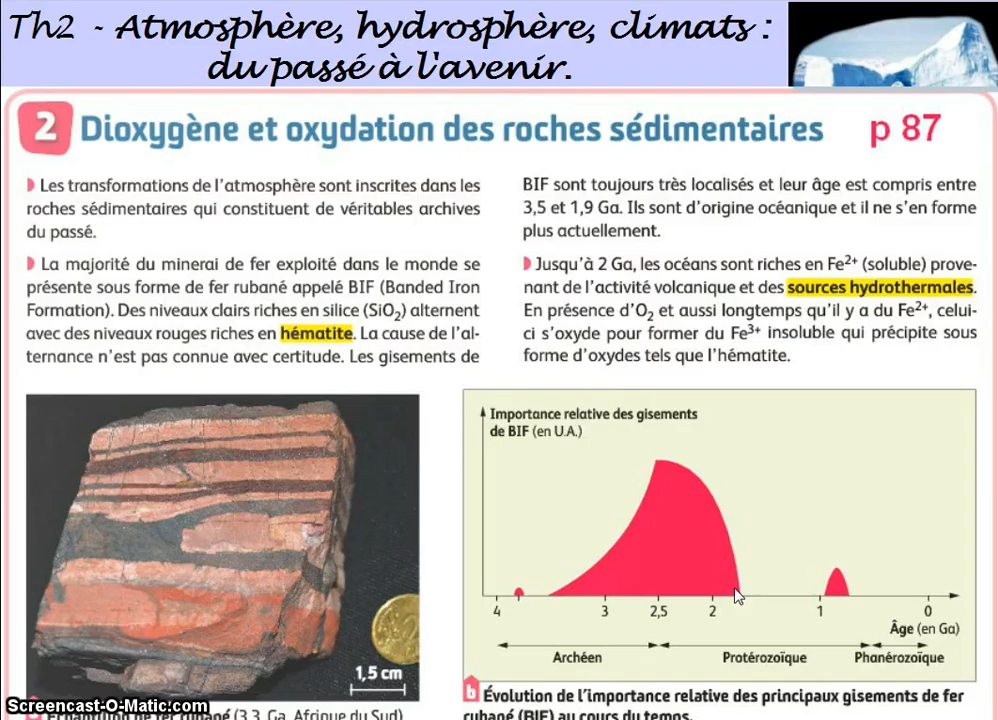 Th2 - Atmosphère, hydrosphère, climats :
du passé à l'avenir.
2 Dioxygène et oxydation des roches sédimentaires p 87
Les transformations de l'atmosphère sont inscrites dans les
roches sédimentaires qui constituent de véritables archives
du passé.
La majorité du minerai de fer exploité dans le monde se
présente sous forme de fer rubané appelé BIF (Banded Iron
Formation). Des niveaux clairs riches en silice (SiO₂) alternent
avec des niveaux rouges riches en hématite. La cause de l'al-
ternance n'est pas connue avec certitude. Les gisements de
BIF sont toujours très localisés et leur âge est compris entre
3,5 et 1,9 Ga. Ils sont d'origine océanique et il ne s'en forme
plus actuellement.
Jusqu'à 2 Ga, les océans sont riches en Fe²⁺ (soluble) prove-
nant de l'activité volcanique et des sources hydrothermales.
En présence d'O₂ et aussi longtemps qu'il y a du Fe²⁺, celui-
ci s'oxyde pour former du Fe³⁺ insoluble qui précipite sous
forme d'oxydes tels que l'hématite.
1,5 cm
Échantillon de fer rubané (3,3 Ga, Afrique du Sud)
Importance relative des gisements
de BIF (en U.A.)
4 3 2,5 2 1 0
Âge (en Ga)
Archéen Protérozoïque Phanérozoïque
b Évolution de l'importance relative des principaux gisements de fer
rubané (BIF) au cours du temps.
Screencast-O-Matic.com